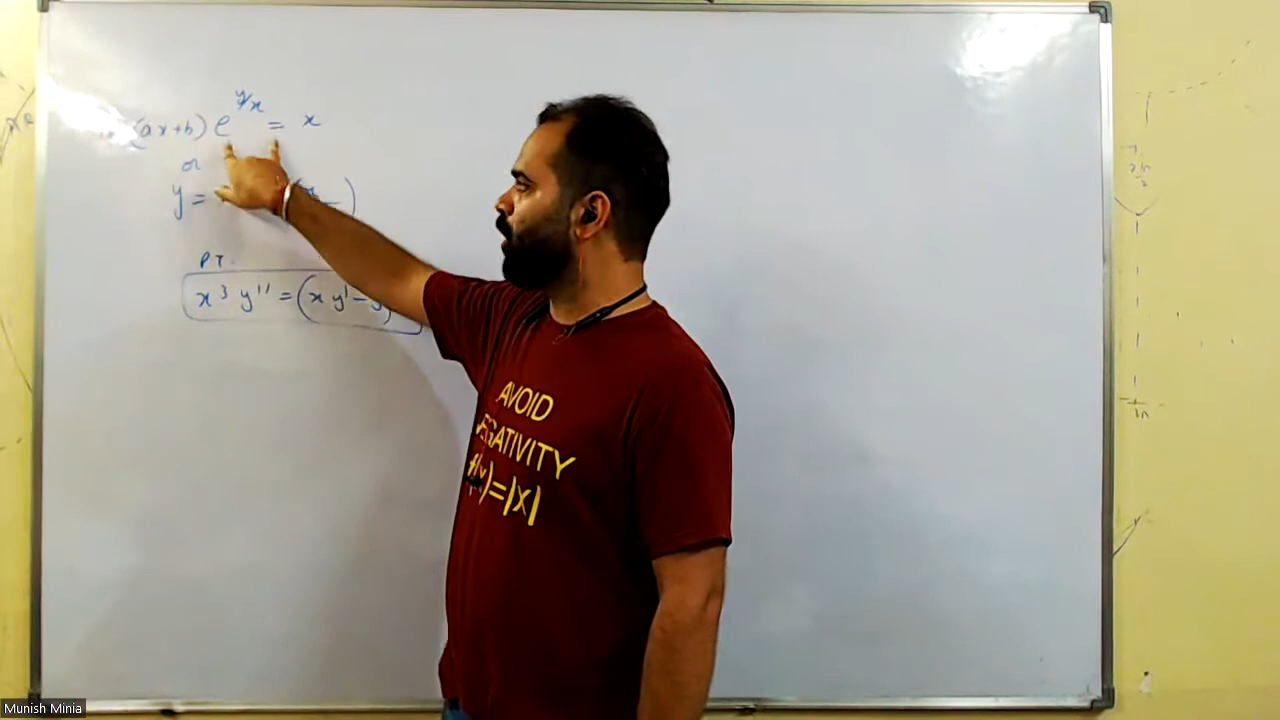 (ax+b) e^{y/x} = x
or
y =
P T.
x³ y'' = (x y' - y
AVOID
NEGATIVITY
f(x)=|x|
Munish Minia